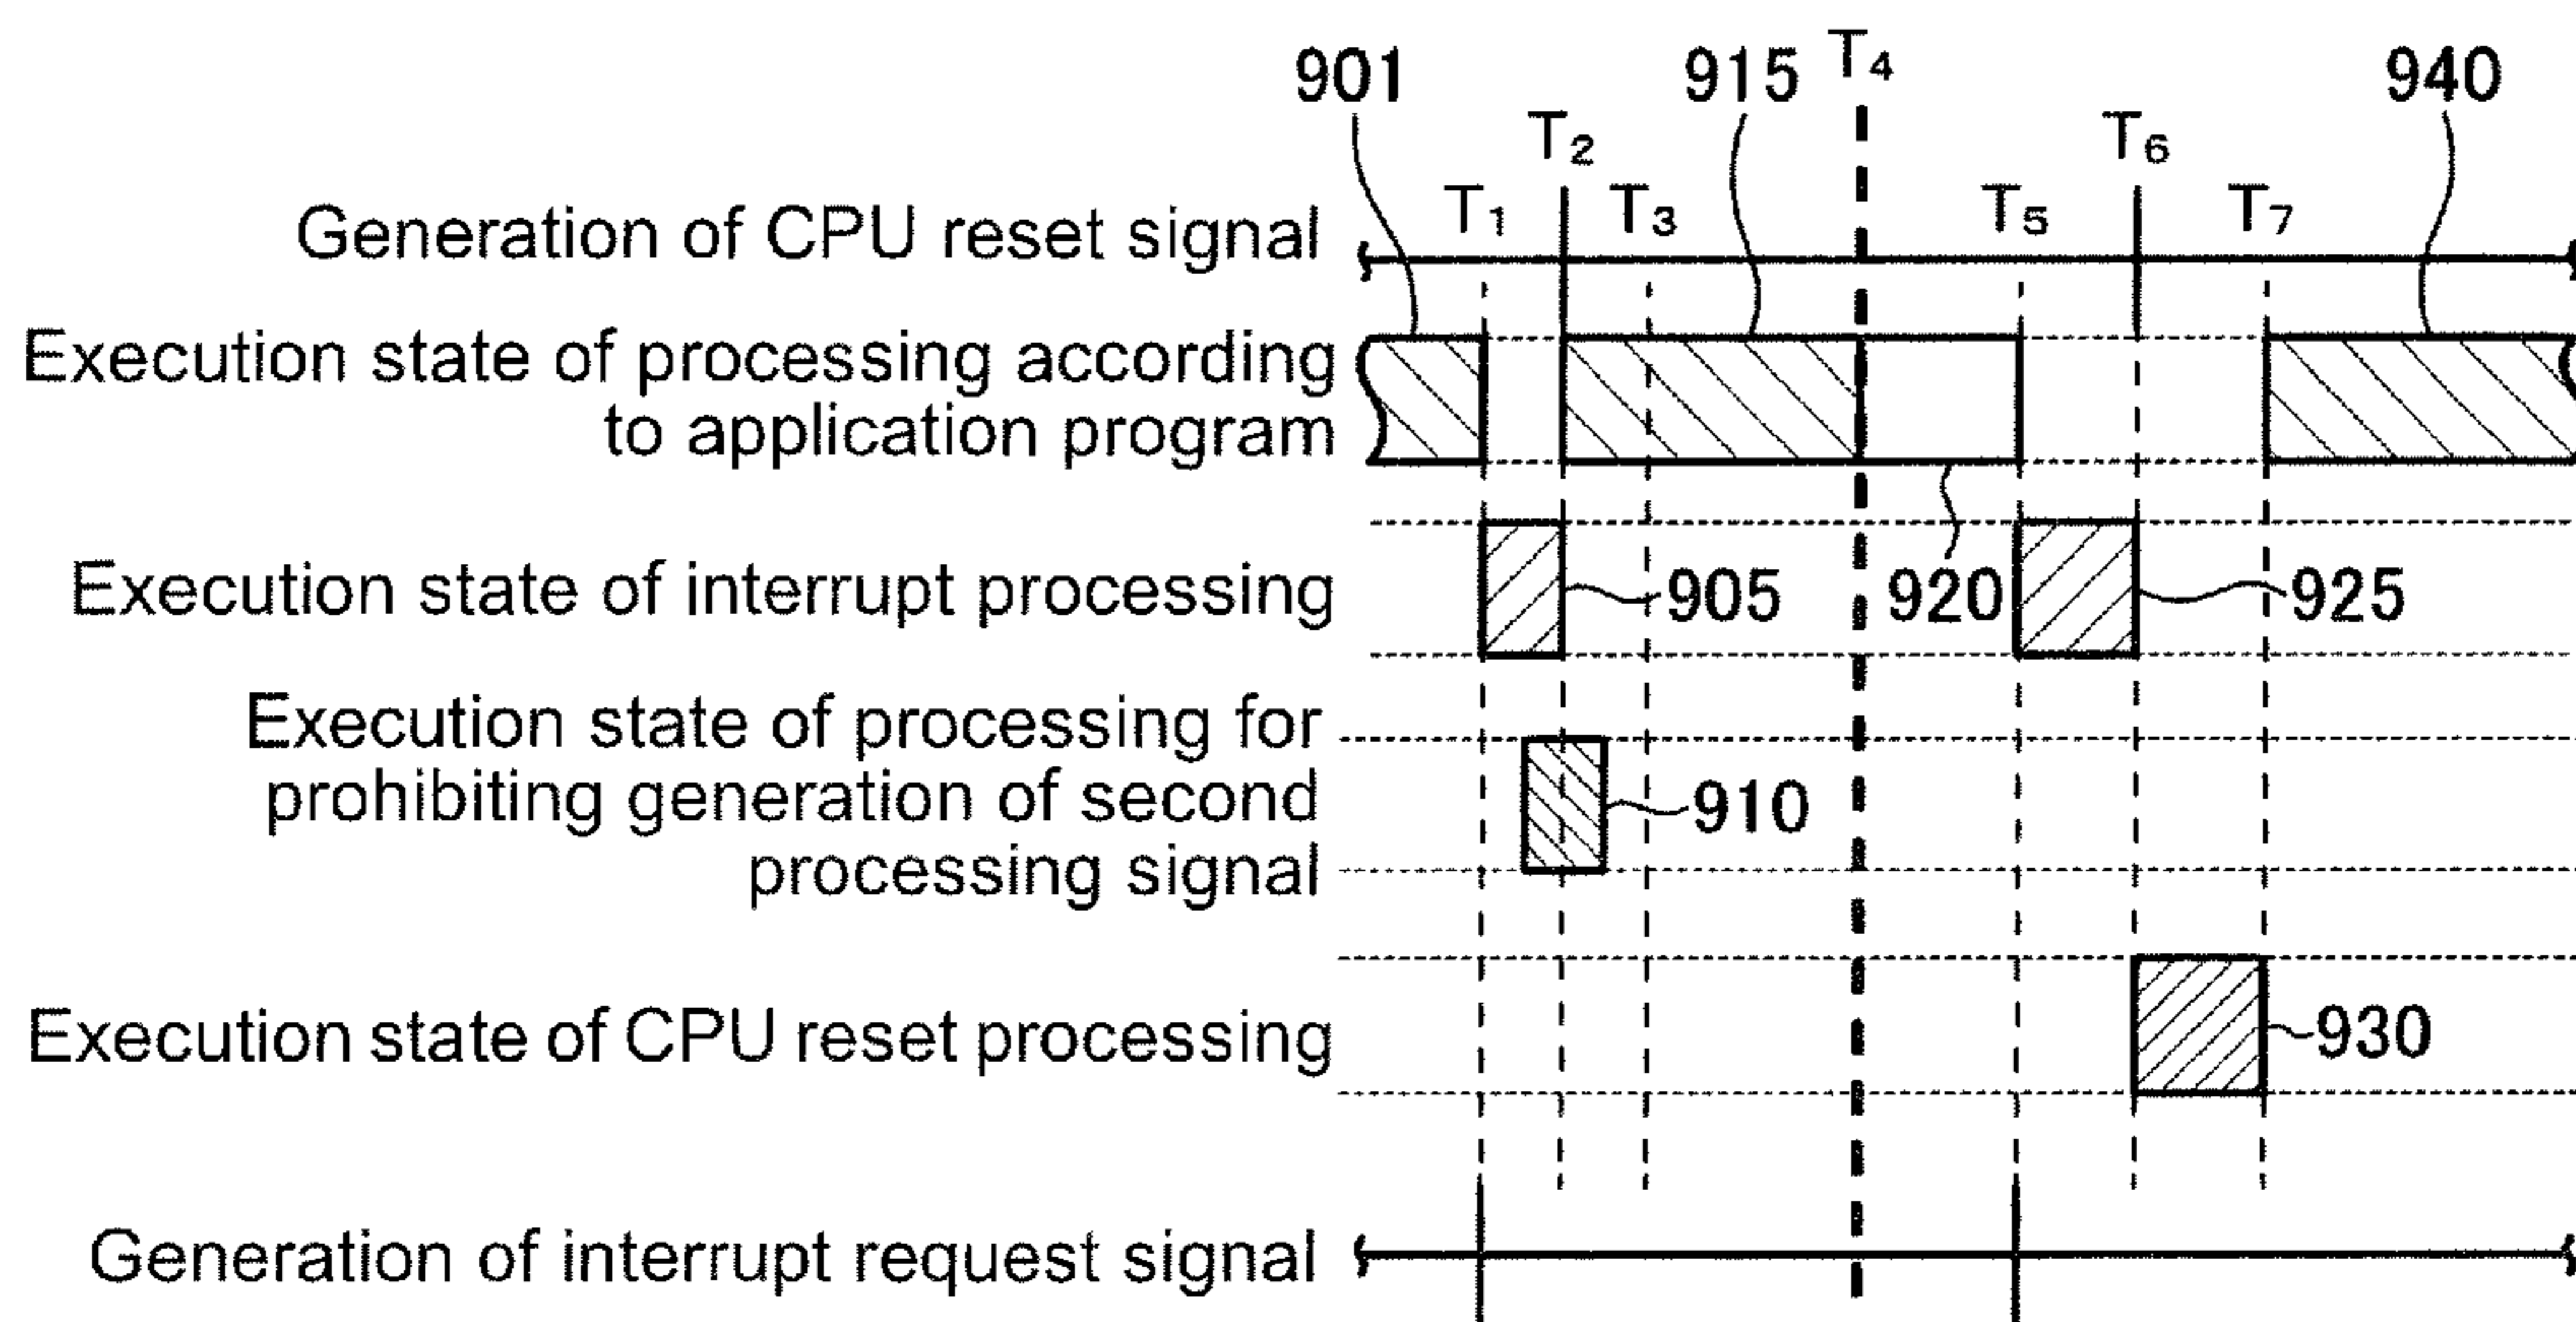 901
915
T4
940
T2
T6
Generation of CPU reset signal
T1
T3
T5
T7
Execution state of processing according
to application program
Execution state of interrupt processing
905
920
925
Execution state of processing for
prohibiting generation of second
processing signal
910
Execution state of CPU reset processing
930
Generation of interrupt request signal